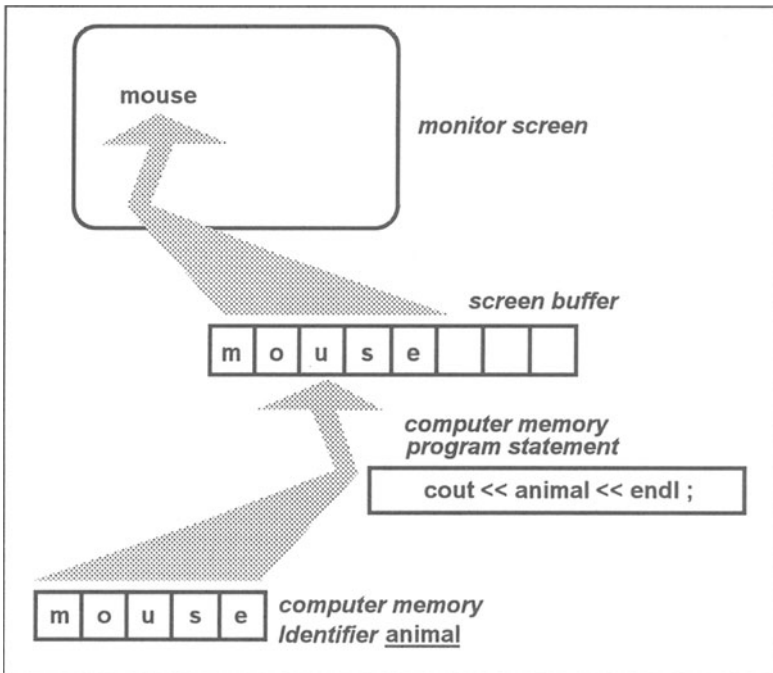 mouse
monitor screen
screen buffer
m o u s e
computer memory
program statement
cout << animal << endl ;
m o u s e
computer memory
Identifier animal